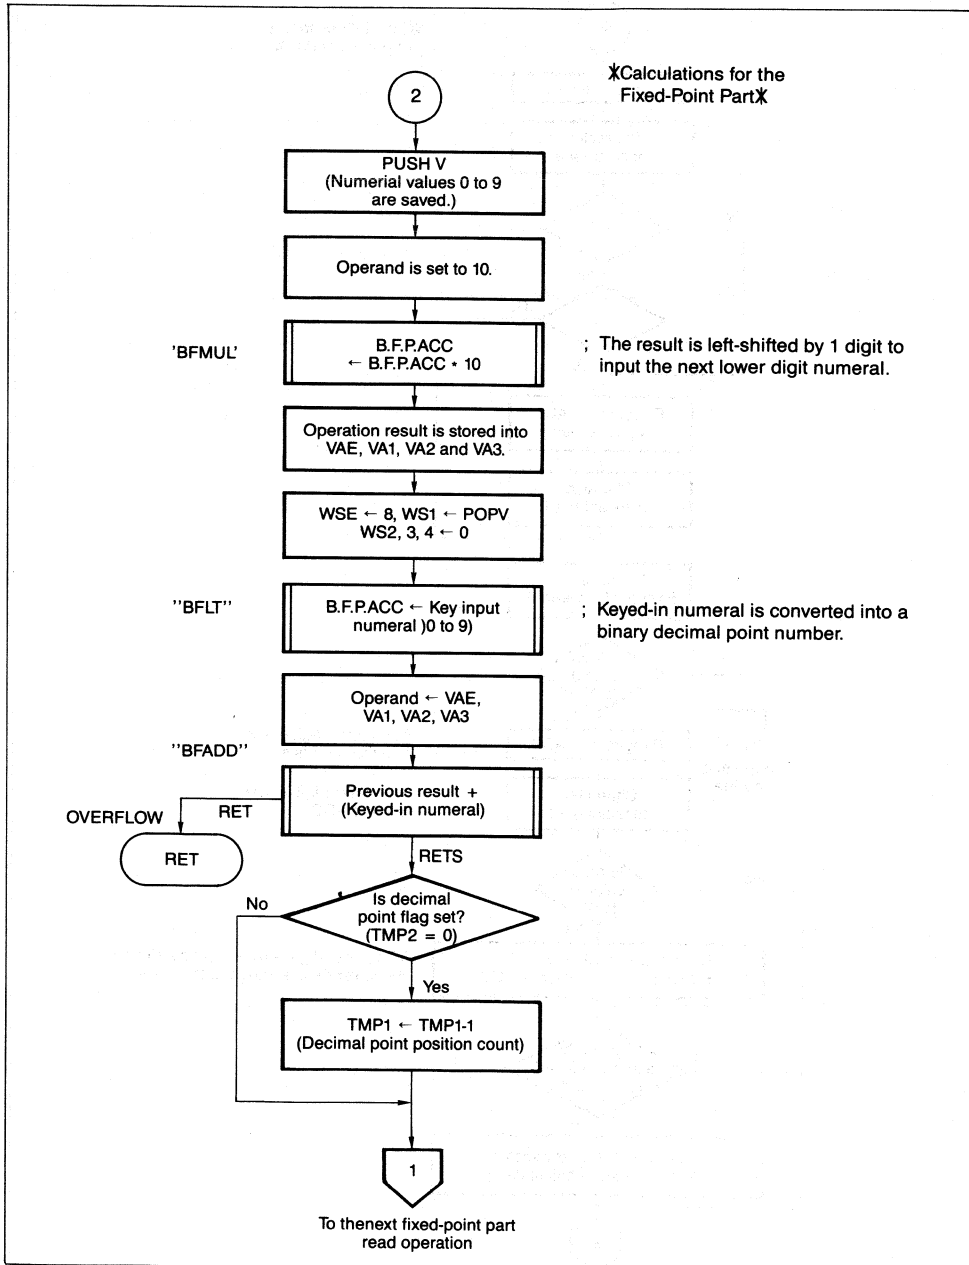 *Calculations for the
Fixed-Point Part*
2
PUSH V
(Numerial values 0 to 9
are saved.)
Operand is set to 10.
'BFMUL'
B.F.P.ACC
← B.F.P.ACC * 10
; The result is left-shifted by 1 digit to
input the next lower digit numeral.
Operation result is stored into
VAE, VA1, VA2 and VA3.
WSE ← 8, WS1 ← POPV
WS2, 3, 4 ← 0
''BFLT''
B.F.P.ACC ← Key input
numeral )0 to 9)
; Keyed-in numeral is converted into a
binary decimal point number.
Operand ← VAE,
VA1, VA2, VA3
''BFADD''
Previous result +
(Keyed-in numeral)
OVERFLOW
RET
RET
RETS
No
Is decimal
point flag set?
(TMP2 = 0)
Yes
TMP1 ← TMP1-1
(Decimal point position count)
1
To thenext fixed-point part
read operation